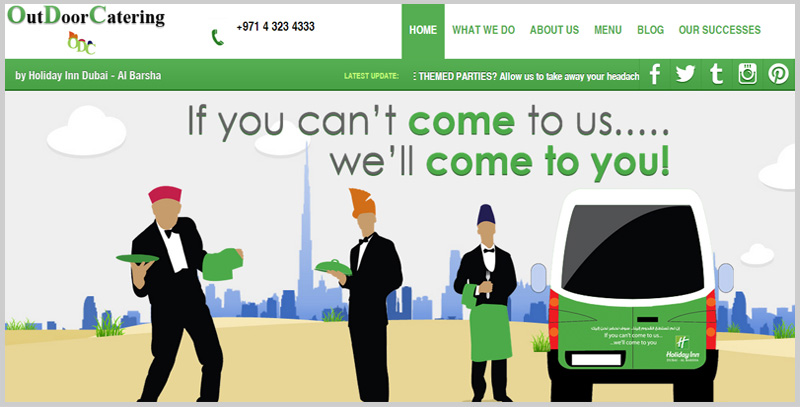 OutDoorCatering
ODC
+971 4 323 4333
HOME
WHAT WE DO
ABOUT US
MENU
BLOG
OUR SUCCESSES
by Holiday Inn Dubai - Al Barsha
LATEST UPDATE:
E THEMED PARTIES? Allow us to take away your headach
If you can't come to us.....
we'll come to you!
If you can't come to us...
...we'll come to you
Holiday Inn